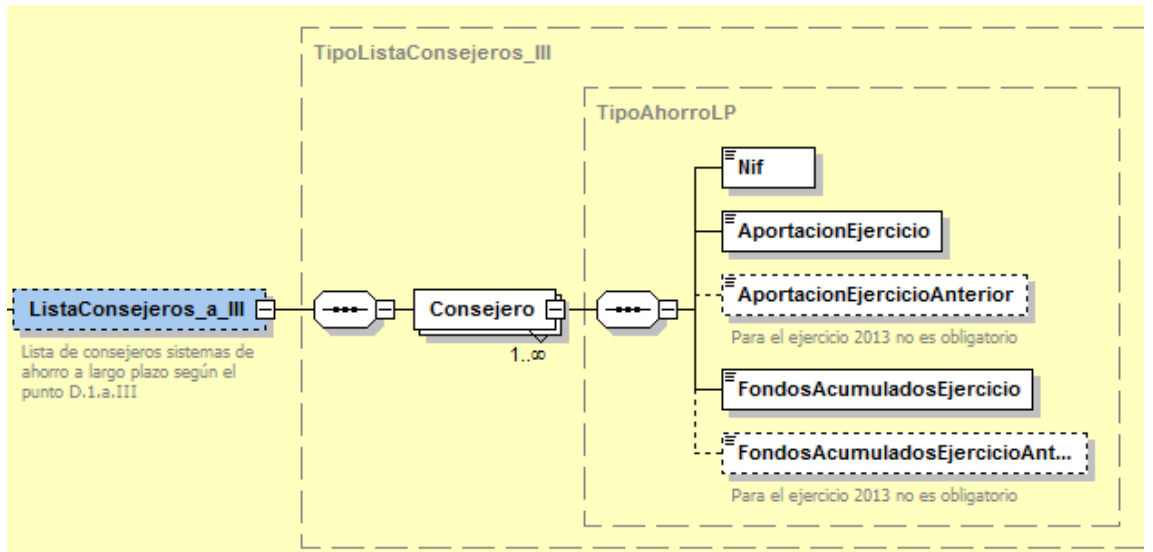 TipoListaConsejeros_III
TipoAhorroLP
Nif
AportacionEjercicio
ListaConsejeros_a_III
Consejero
1..∞
AportacionEjercicioAnterior
Para el ejercicio 2013 no es obligatorio
Lista de consejeros sistemas de
ahorro a largo plazo según el
punto D.1.a.III
FondosAcumuladosEjercicio
FondosAcumuladosEjercicioAnt...
Para el ejercicio 2013 no es obligatorio